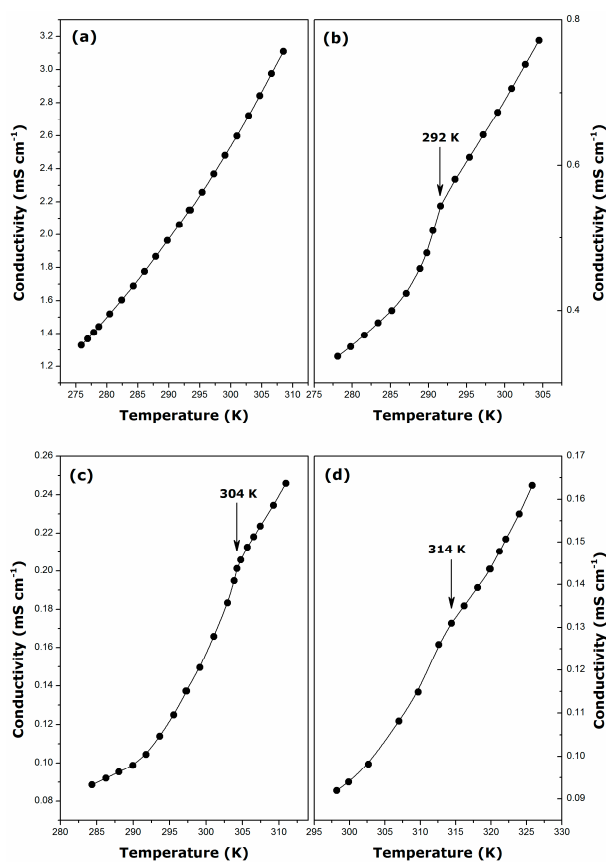 (a)
3.2
3.0
2.8
2.6
2.4
2.2
2.0
1.8
1.6
1.4
1.2
Conductivity (mS cm-1)
275 280 285 290 295 300 305 310
Temperature (K)
(b)
292 K
0.8
0.6
0.4
Conductivity (mS cm-1)
275 280 285 290 295 300 305
Temperature (K)
(c)
304 K
0.26
0.24
0.22
0.20
0.18
0.16
0.14
0.12
0.10
0.08
Conductivity (mS cm-1)
280 285 290 295 300 305 310
Temperature (K)
(d)
314 K
0.17
0.16
0.15
0.14
0.13
0.12
0.11
0.10
0.09
Conductivity (mS cm-1)
295 300 305 310 315 320 325 330
Temperature (K)